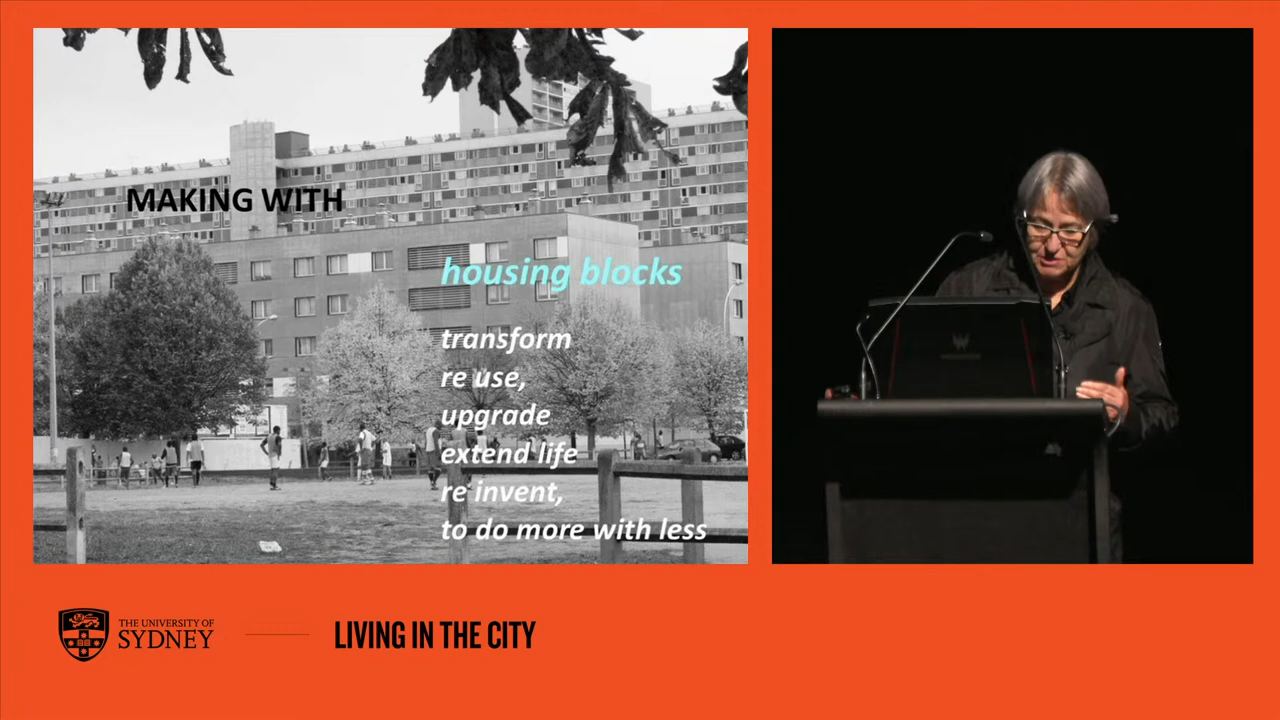 MAKING WITH
housing blocks
transform
re use,
upgrade
extend life
re invent,
to do more with less
THE UNIVERSITY OF
SYDNEY
LIVING IN THE CITY